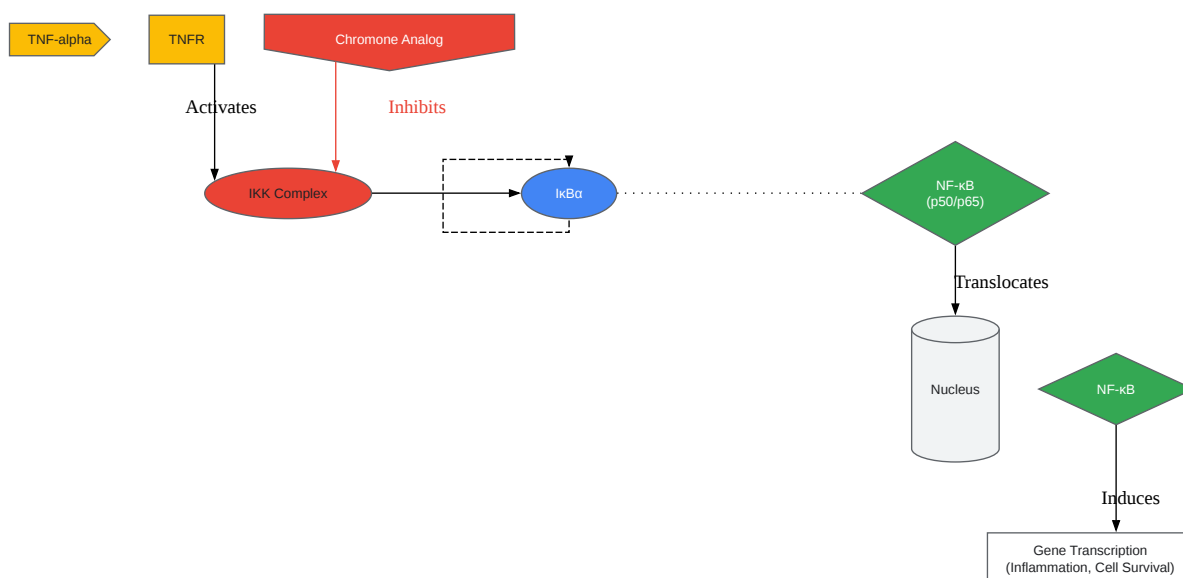 TNF-alpha
TNFR
Chromone Analog
Activates
Inhibits
IKK Complex
IκBα
NF-κB
(p50/p65)
Translocates
Nucleus
NF-κB
Induces
Gene Transcription
(Inflammation, Cell Survival)